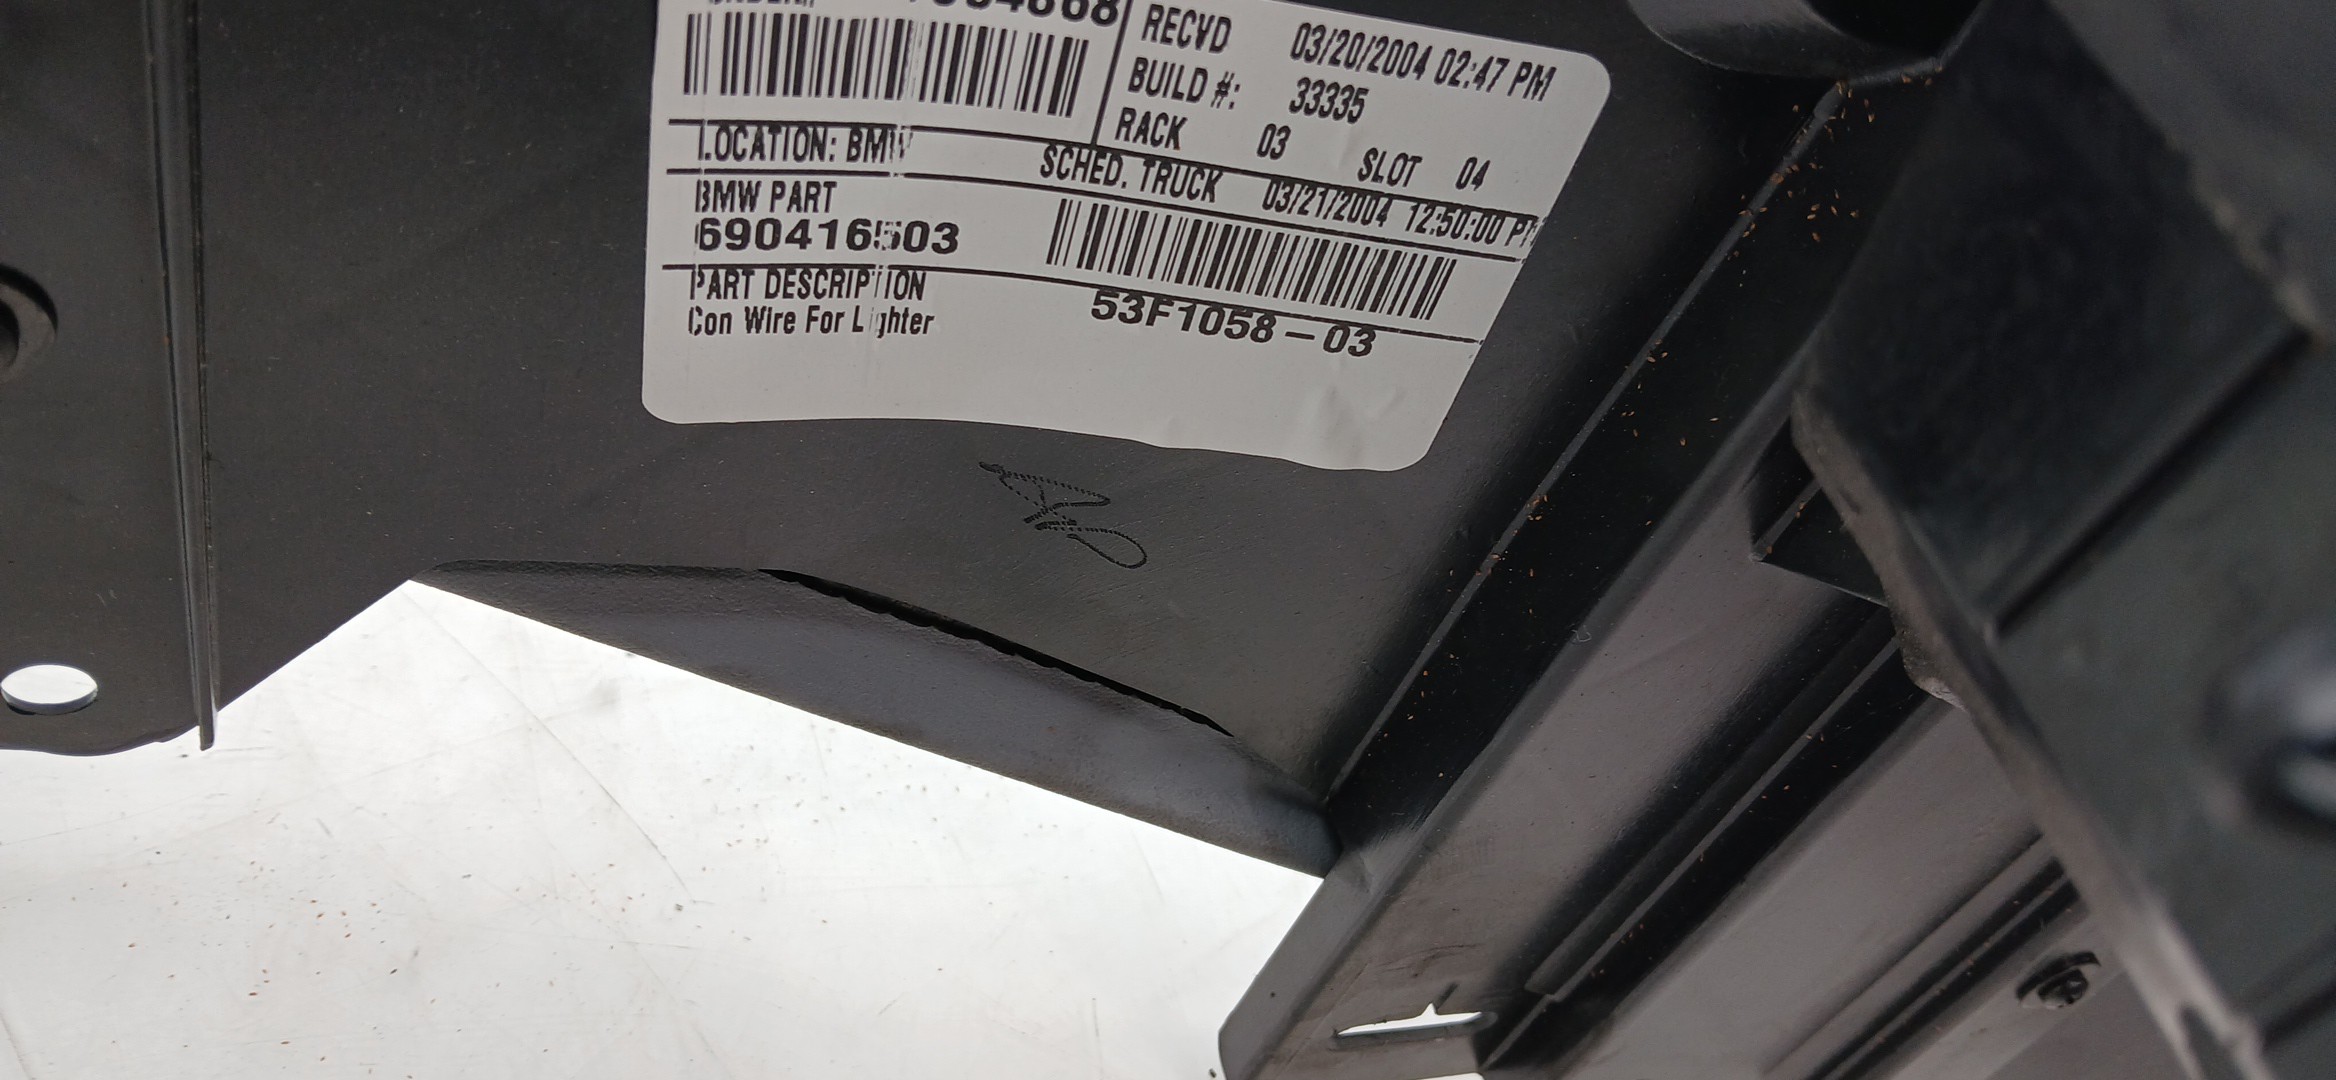 RECVD 03/20/2004 02:47 PM
BUILD #: 33335
RACK 03 SLOT 04
LOCATION: BMW
SCHED. TRUCK 03/21/2004 12:50:00 PM
BMW PART
690416503
PART DESCRIPTION
Con Wire For Lighter
53F1058-03